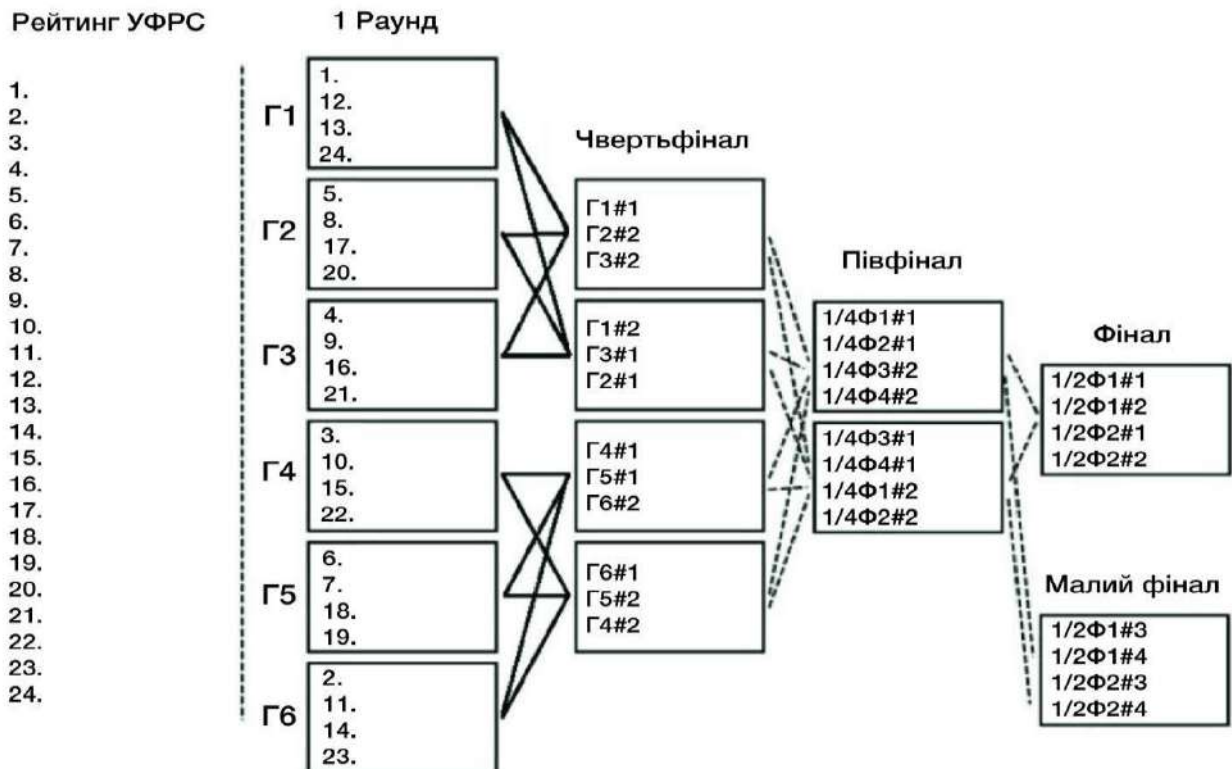 Рейтинг УФРС
1.
2.
3.
4.
5.
6.
7.
8.
9.
10.
11.
12.
13.
14.
15.
16.
17.
18.
19.
20.
21.
22.
23.
24.
1 Раунд
Г1
1.
12.
13.
24.
Г2
5.
8.
17.
20.
Г3
4.
9.
16.
21.
Г4
3.
10.
15.
22.
Г5
6.
7.
18.
19.
Г6
2.
11.
14.
23.
Чвертьфінал
Г1#1
Г2#2
Г3#2
Г1#2
Г3#1
Г2#1
Г4#1
Г5#1
Г6#2
Г6#1
Г5#2
Г4#2
Півфінал
1/4Ф1#1
1/4Ф2#1
1/4Ф3#2
1/4Ф4#2
1/4Ф3#1
1/4Ф4#1
1/4Ф1#2
1/4Ф2#2
Фінал
1/2Ф1#1
1/2Ф1#2
1/2Ф2#1
1/2Ф2#2
Малий фінал
1/2Ф1#3
1/2Ф1#4
1/2Ф2#3
1/2Ф2#4